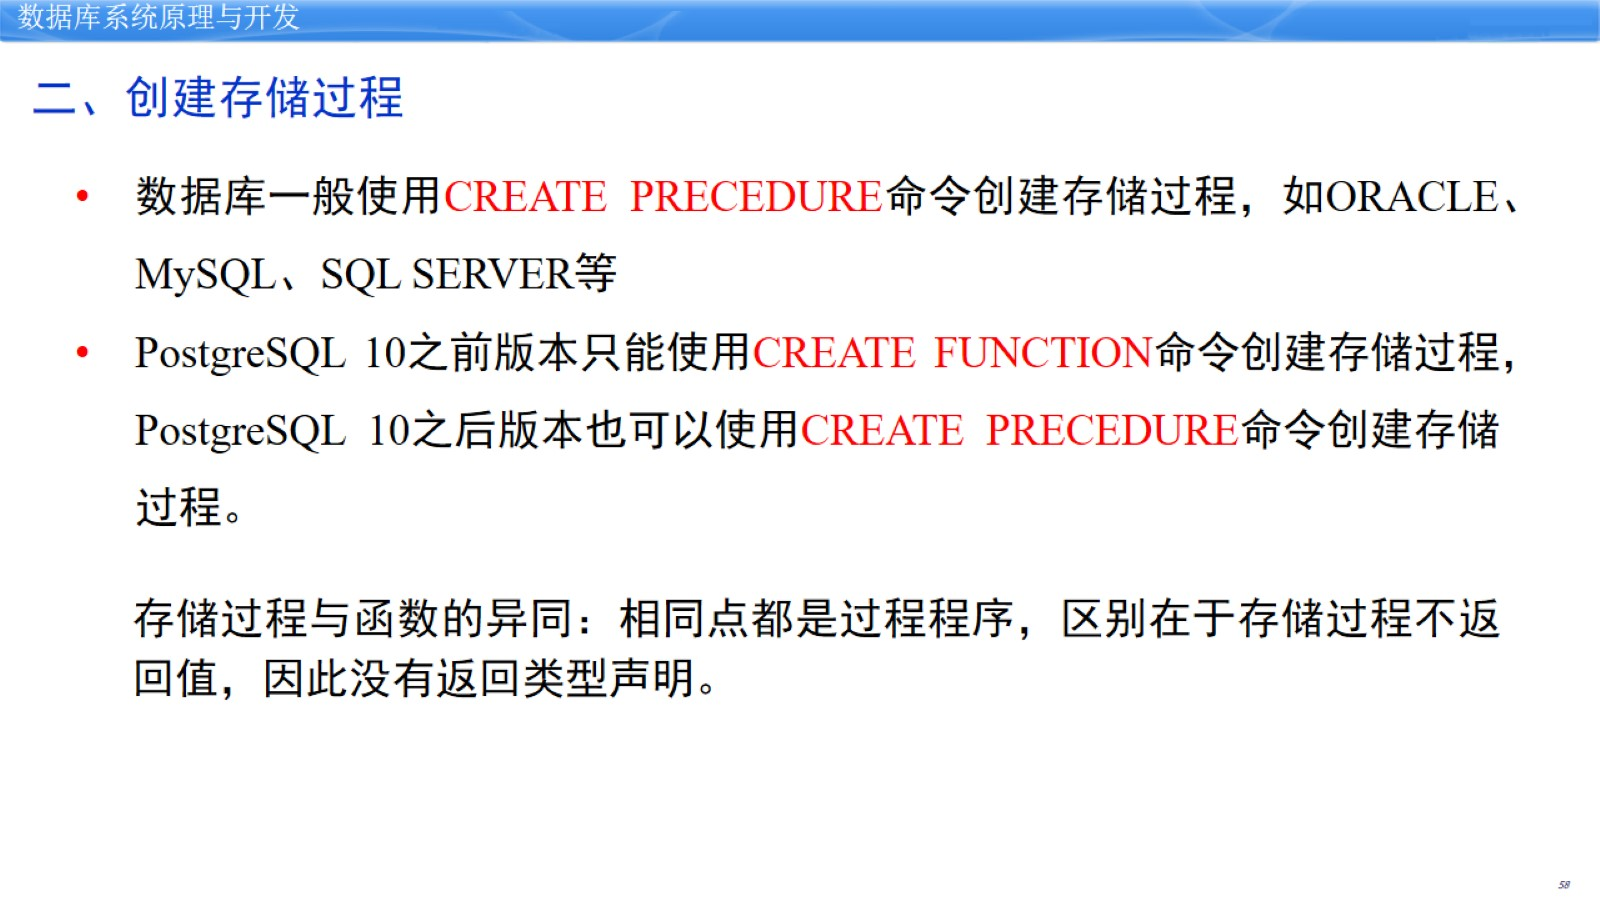 数据库系统原理与开发
二、创建存储过程
• 数据库一般使用CREATE PRECEDURE命令创建存储过程，如ORACLE、
MySQL、SQL SERVER等
• PostgreSQL 10之前版本只能使用CREATE FUNCTION命令创建存储过程，
PostgreSQL 10之后版本也可以使用CREATE PRECEDURE命令创建存储
过程。
存储过程与函数的异同：相同点都是过程程序，区别在于存储过程不返
回值，因此没有返回类型声明。
58